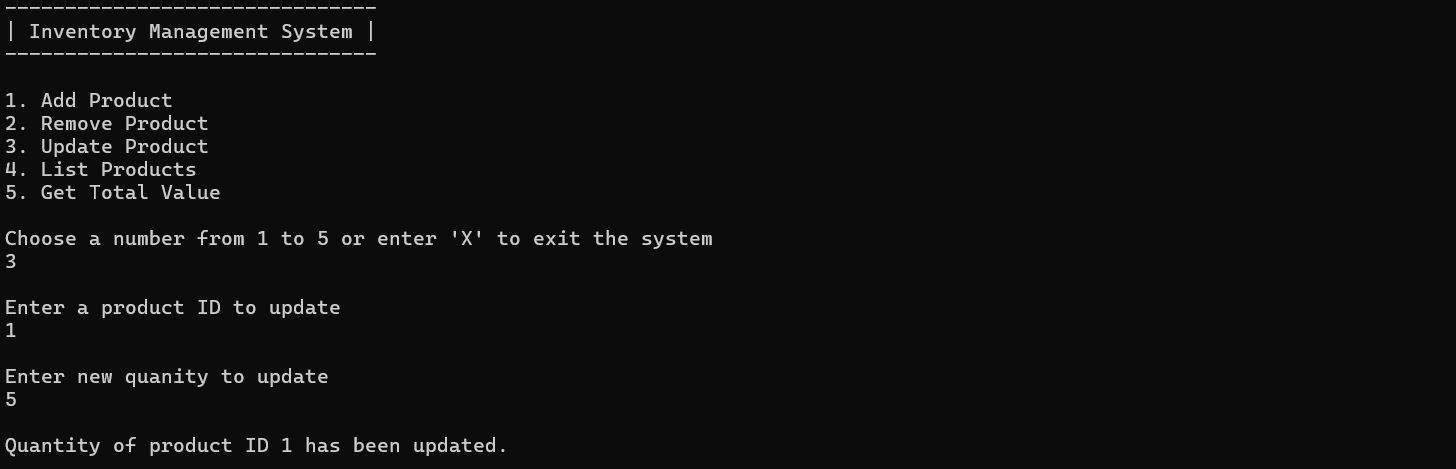 -------------------------------
| Inventory Management System |
-------------------------------
1. Add Product
2. Remove Product
3. Update Product
4. List Products
5. Get Total Value
Choose a number from 1 to 5 or enter 'X' to exit the system
3
Enter a product ID to update
1
Enter new quanity to update
5
Quantity of product ID 1 has been updated.